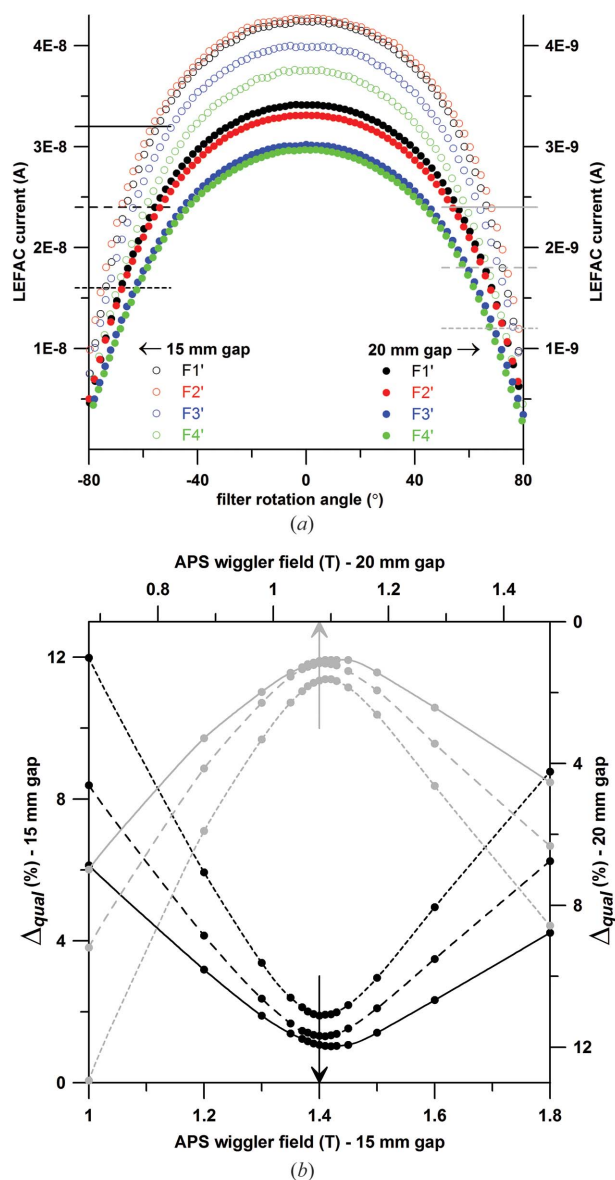 4E-8
4E-9
3E-8
3E-9
2E-8
2E-9
1E-8
1E-9
LEFAC current (A)
LEFAC current (A)
← 15 mm gap
20 mm gap →
F1'
F1'
F2'
F2'
F3'
F3'
F4'
F4'
-80
-40
0
40
80
filter rotation angle (°)
(a)
APS wiggler field (T) - 20 mm gap
0.8
1
1.2
1.4
12
8
4
0
0
4
8
12
Δqual (%) - 15 mm gap
Δqual (%) - 20 mm gap
1
1.2
1.4
1.6
1.8
APS wiggler field (T) - 15 mm gap
(b)